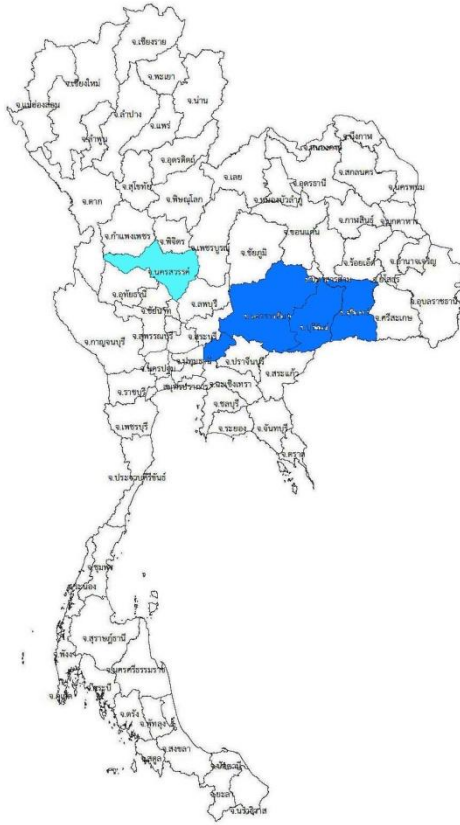 จ.เชียงราย
จ.พะเยา
จ.เชียงใหม่
จ.น่าน
จ.แม่ฮ่องสอน
จ.ลำปาง
จ.แพร่
จ.ลำพูน
จ.อุตรดิตถ์
จ.บึงกาฬ
จ.เลย
จ.อุดรธานี
จ.สกลนคร
จ.นครพนม
จ.สุโขทัย
จ.พิษณุโลก
จ.หนองบัวลำภู
จ.ตาก
จ.กำแพงเพชร
จ.พิจิตร
จ.เพชรบูรณ์
จ.ขอนแก่น
จ.กาฬสินธุ์
จ.มุกดาหาร
จ.ชัยภูมิ
จ.ร้อยเอ็ด
จ.อำนาจเจริญ
จ.นครสวรรค์
จ.อุทัยธานี
จ.ลพบุรี
จ.อุบลราชธานี
จ.ชัยนาท
จ.ศรีสะเกษ
จ.สุพรรณบุรี
จ.สระบุรี
จ.กาญจนบุรี
จ.ปราจีนบุรี
จ.นครปฐม
จ.สระแก้ว
จ.ฉะเชิงเทรา
จ.ราชบุรี
จ.ชลบุรี
จ.เพชรบุรี
จ.ระยอง
จ.จันทบุรี
จ.ตราด
จ.ประจวบคีรีขันธ์
จ.ชุมพร
จ.ระนอง
จ.สุราษฎร์ธานี
จ.พังงา
จ.นครศรีธรรมราช
จ.กระบี่
จ.ภูเก็ต
จ.ตรัง
จ.พัทลุง
จ.สงขลา
จ.สตูล
จ.ปัตตานี
จ.ยะลา
จ.นราธิวาส